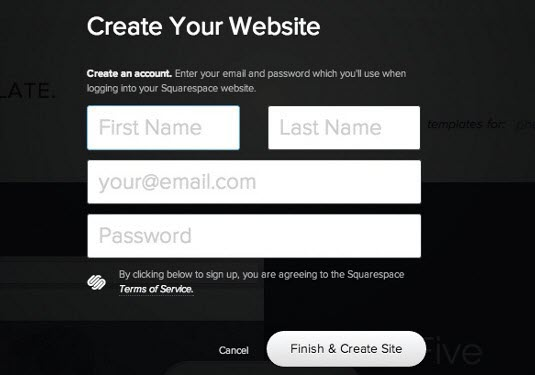 Create Your Website
Create an account. Enter your email and password which you'll use when
logging into your Squarespace website.
LATE.
First Name
Last Name
templates for:
your@email.com
Password
By clicking below to sign up, you are agreeing to the Squarespace
Terms of Service.
Cancel
Finish & Create Site
Five